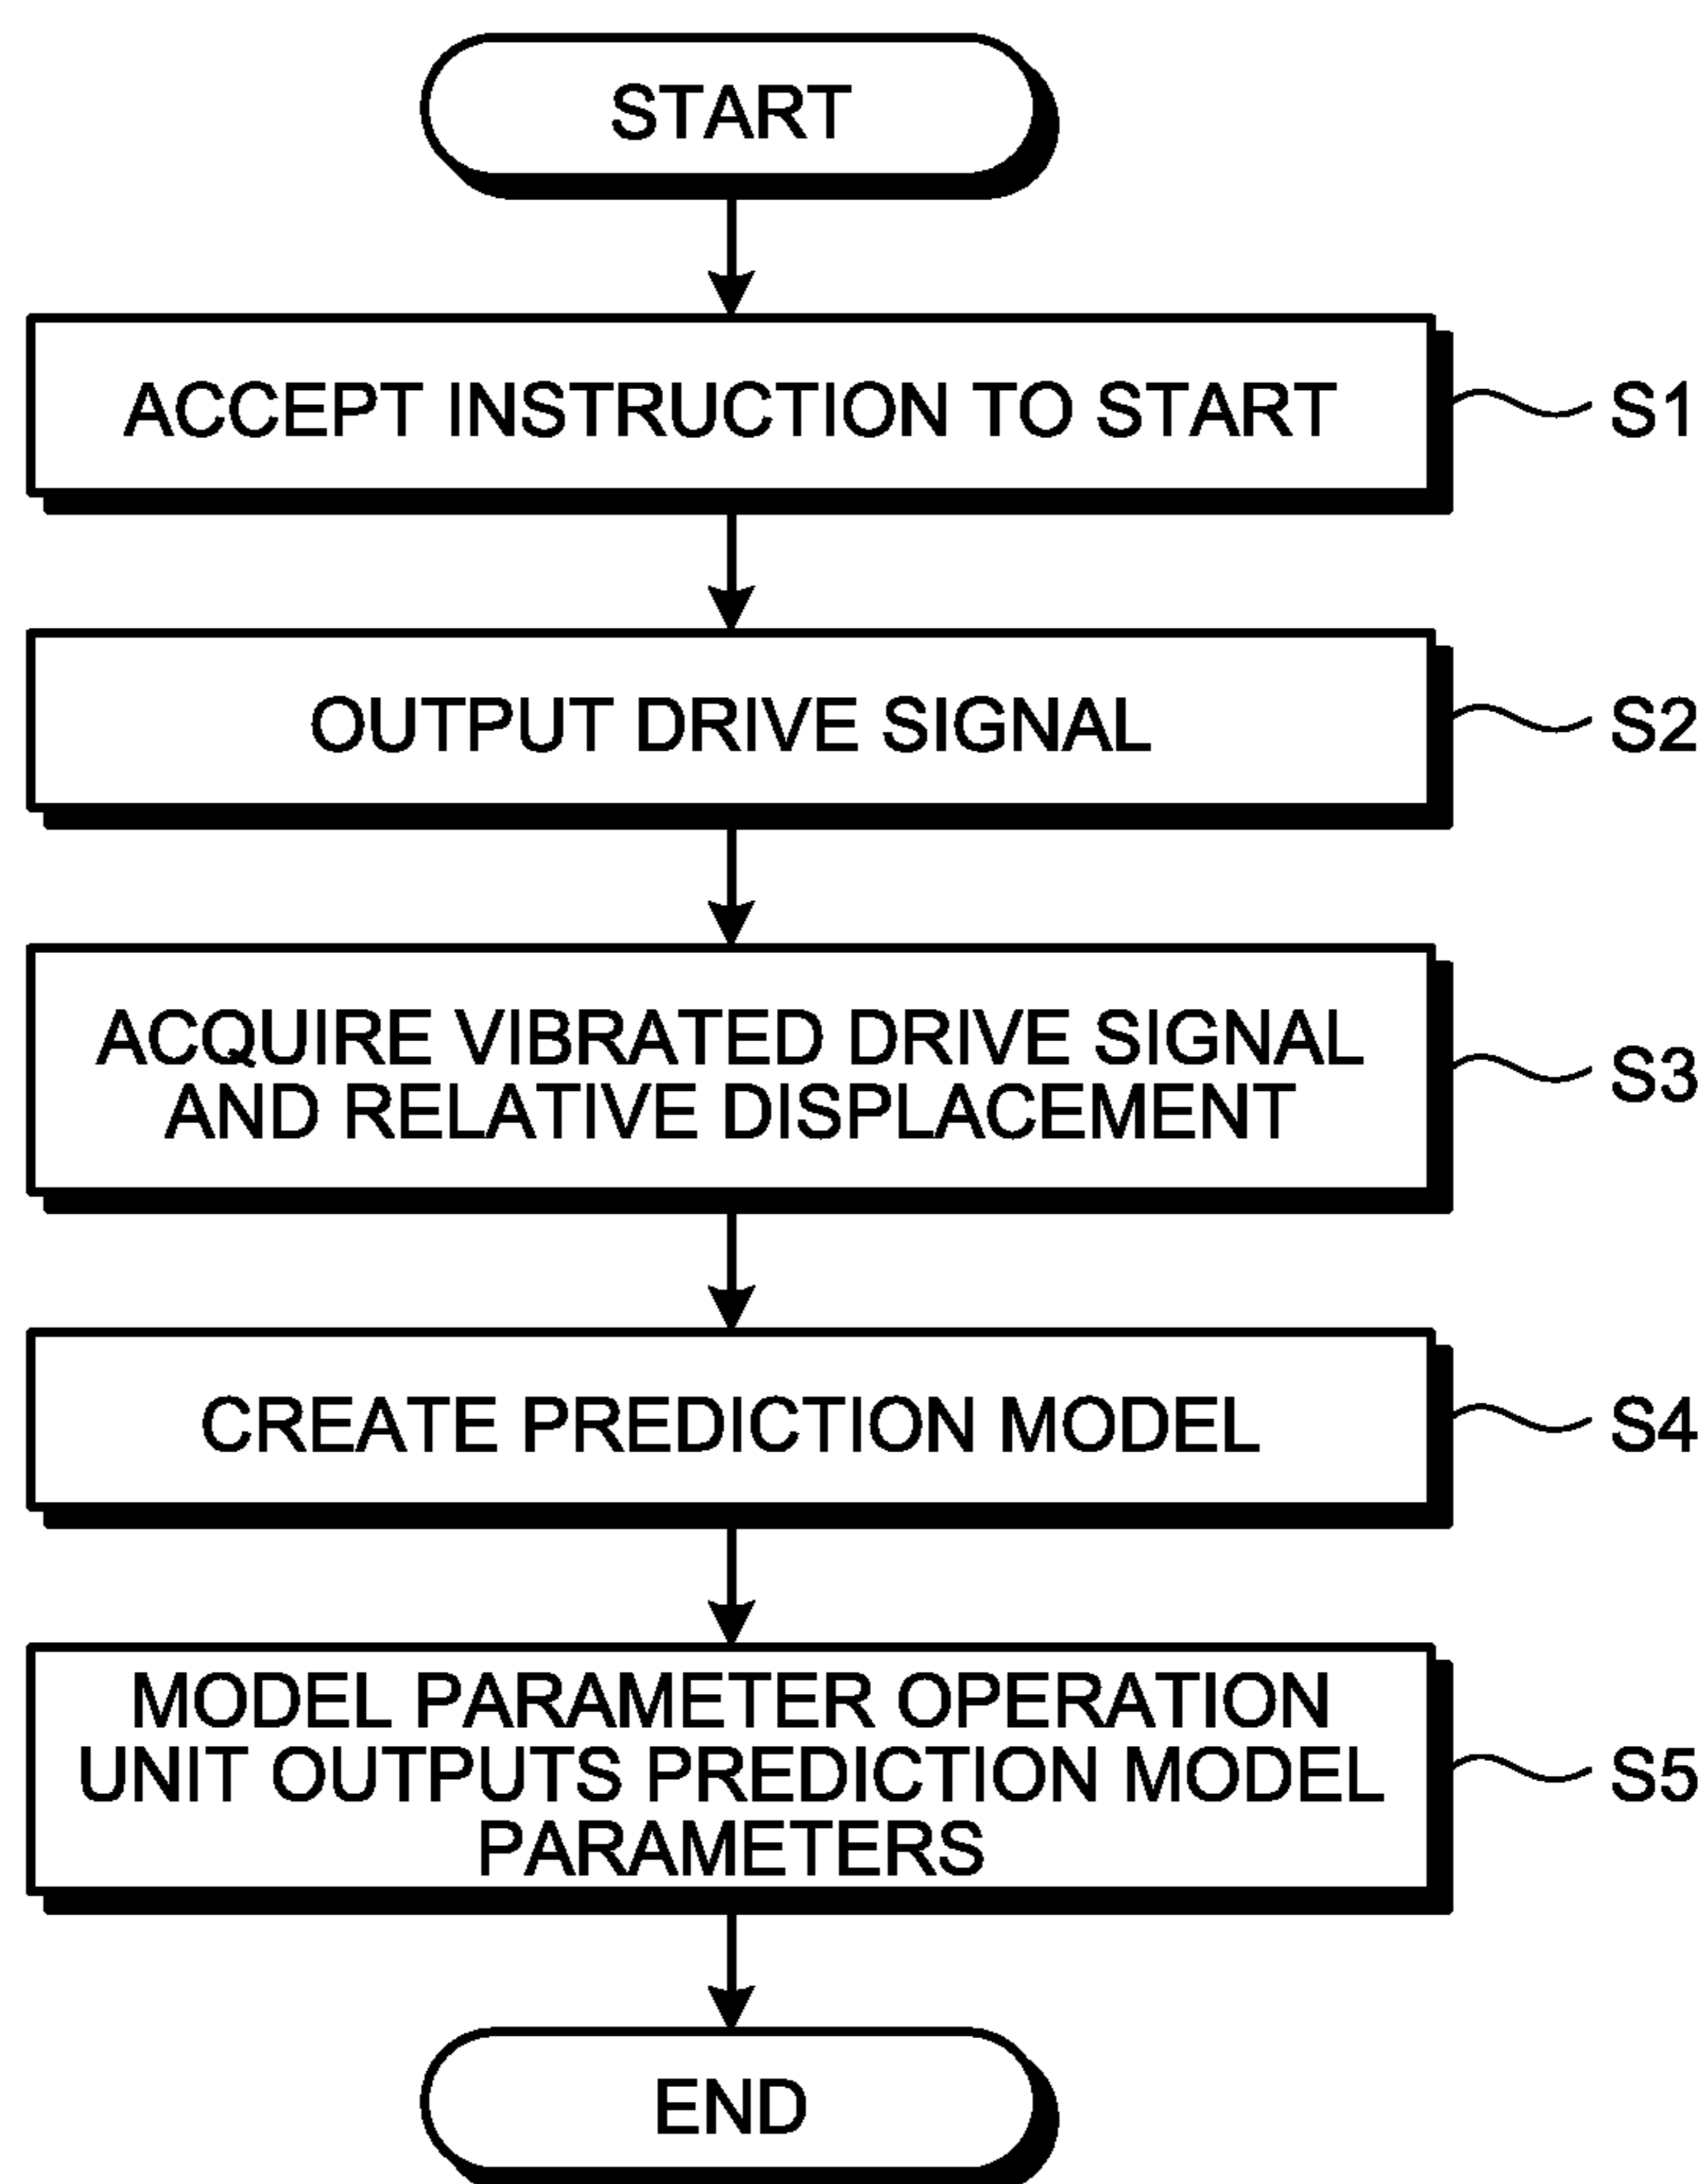 START
ACCEPT INSTRUCTION TO START
S1
OUTPUT DRIVE SIGNAL
S2
ACQUIRE VIBRATED DRIVE SIGNAL
AND RELATIVE DISPLACEMENT
S3
CREATE PREDICTION MODEL
S4
MODEL PARAMETER OPERATION
UNIT OUTPUTS PREDICTION MODEL
PARAMETERS
S5
END